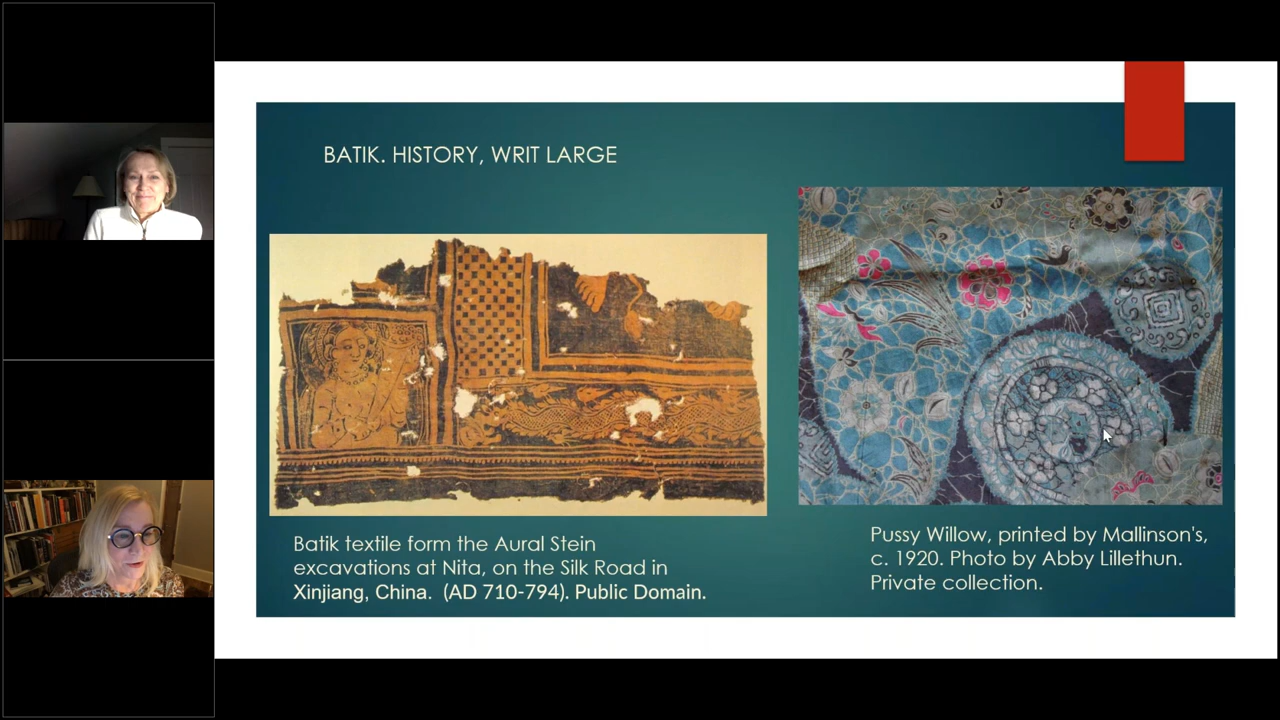 BATIK. HISTORY, WRIT LARGE
Batik textile form the Aural Stein
excavations at Nita, on the Silk Road in
Xinjiang, China.  (AD 710-794). Public Domain.
Pussy Willow, printed by Mallinson's,
c. 1920. Photo by Abby Lillethun.
Private collection.